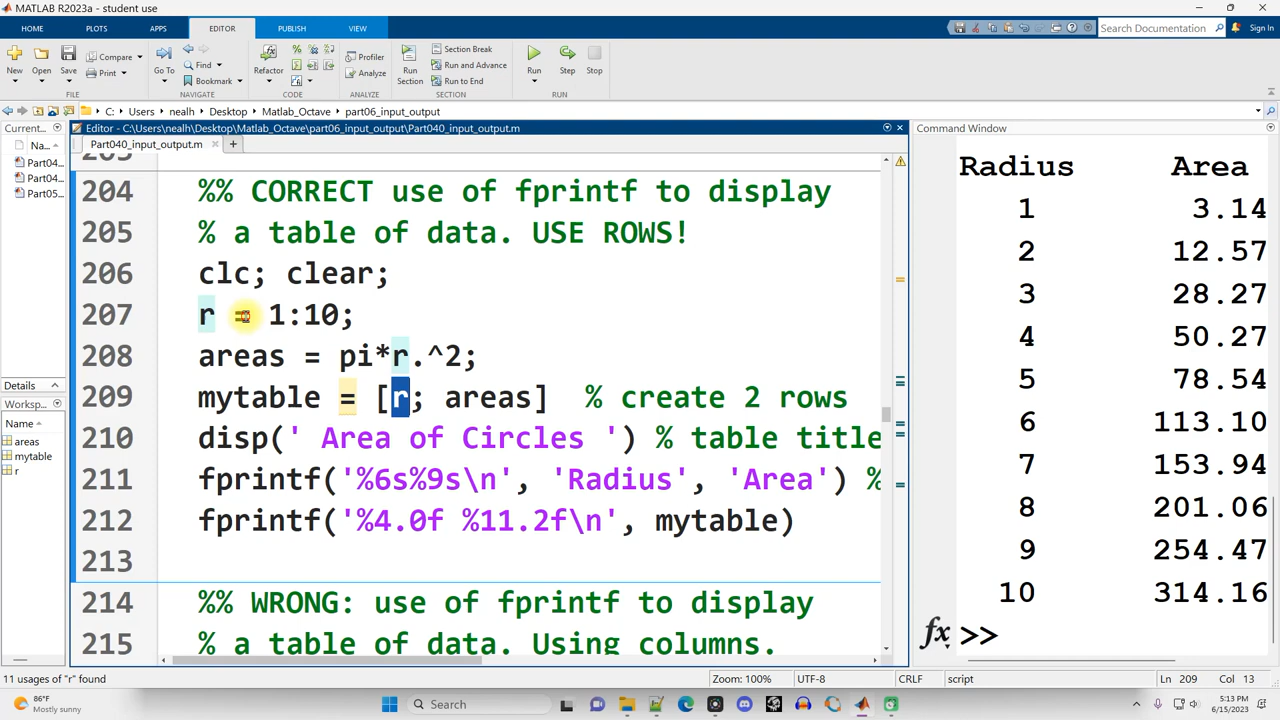 MATLAB R2023a - student use
HOME PLOTS APPS EDITOR PUBLISH VIEW Search Documentation Sign In
New Open Save Compare Print Go To Find Bookmark Refactor Profiler Analyze Run Section Section Break Run and Advance Run to End Run Step Stop
FILE NAVIGATE CODE ANALYZE SECTION RUN
C: Users nealh Desktop Matlab_Octave part06_input_output
Current... Editor - C:\Users\nealh\Desktop\Matlab_Octave\part06_input_output\Part040_input_output.m Command Window
Na... Part040_input_output.m +
Part04...
Part04...
Part05...
Details
Worksp...
Name
areas
mytable
r
203
204 %% CORRECT use of fprintf to display
205 % a table of data. USE ROWS!
206 clc; clear;
207 r = 1:10;
208 areas = pi*r.^2;
209 mytable = [r; areas] % create 2 rows
210 disp(' Area of Circles ') % table title
211 fprintf('%6s%9s\n', 'Radius', 'Area') %
212 fprintf('%4.0f %11.2f\n', mytable)
213
214 %% WRONG: use of fprintf to display
215 % a table of data. Using columns.
Radius Area
1 3.14
2 12.57
3 28.27
4 50.27
5 78.54
6 113.10
7 153.94
8 201.06
9 254.47
10 314.16
fx >>
11 usages of "r" found Zoom: 100% UTF-8 CRLF script Ln 209 Col 13
86°F
Mostly sunny
Search
5:13 PM
6/15/2023